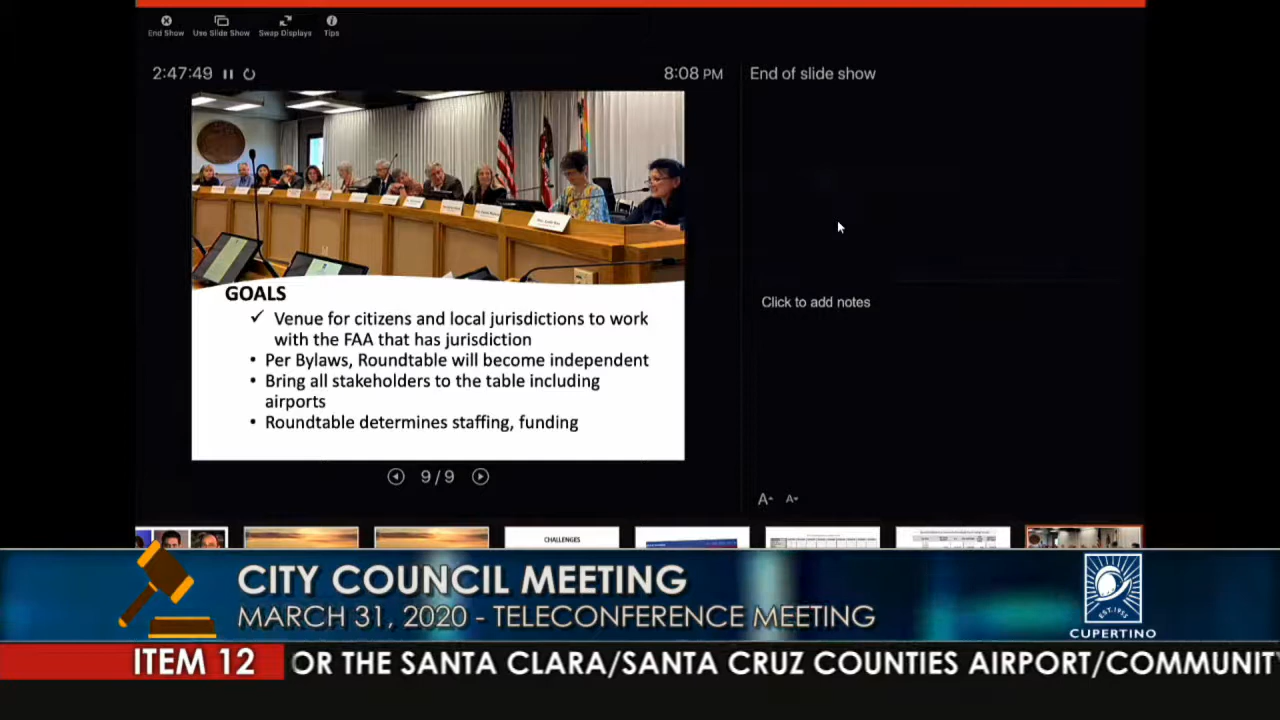 End Show
Use Slide Show
Swap Displays
Tips
2:47:49
8:08 PM
End of slide show
GOALS
✓ Venue for citizens and local jurisdictions to work
with the FAA that has jurisdiction
• Per Bylaws, Roundtable will become independent
• Bring all stakeholders to the table including
airports
• Roundtable determines staffing, funding
Click to add notes
9/9
A A
CHALLENGES
CITY COUNCIL MEETING
MARCH 31, 2020 - TELECONFERENCE MEETING
EST. 1955
CUPERTINO
ITEM 12
OR THE SANTA CLARA/SANTA CRUZ COUNTIES AIRPORT/COMMUNIT